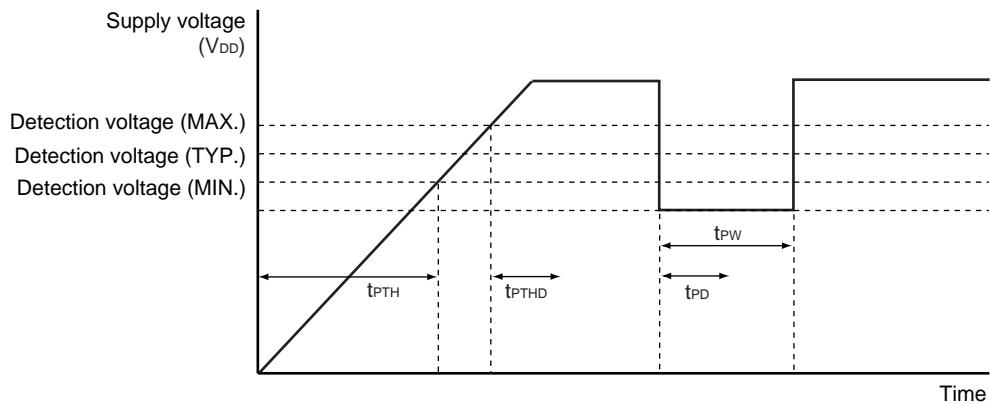 Supply voltage
(VDD)
Detection voltage (MAX.)
Detection voltage (TYP.)
Detection voltage (MIN.)
tPW
tPTH
tPTHD
tPD
Time